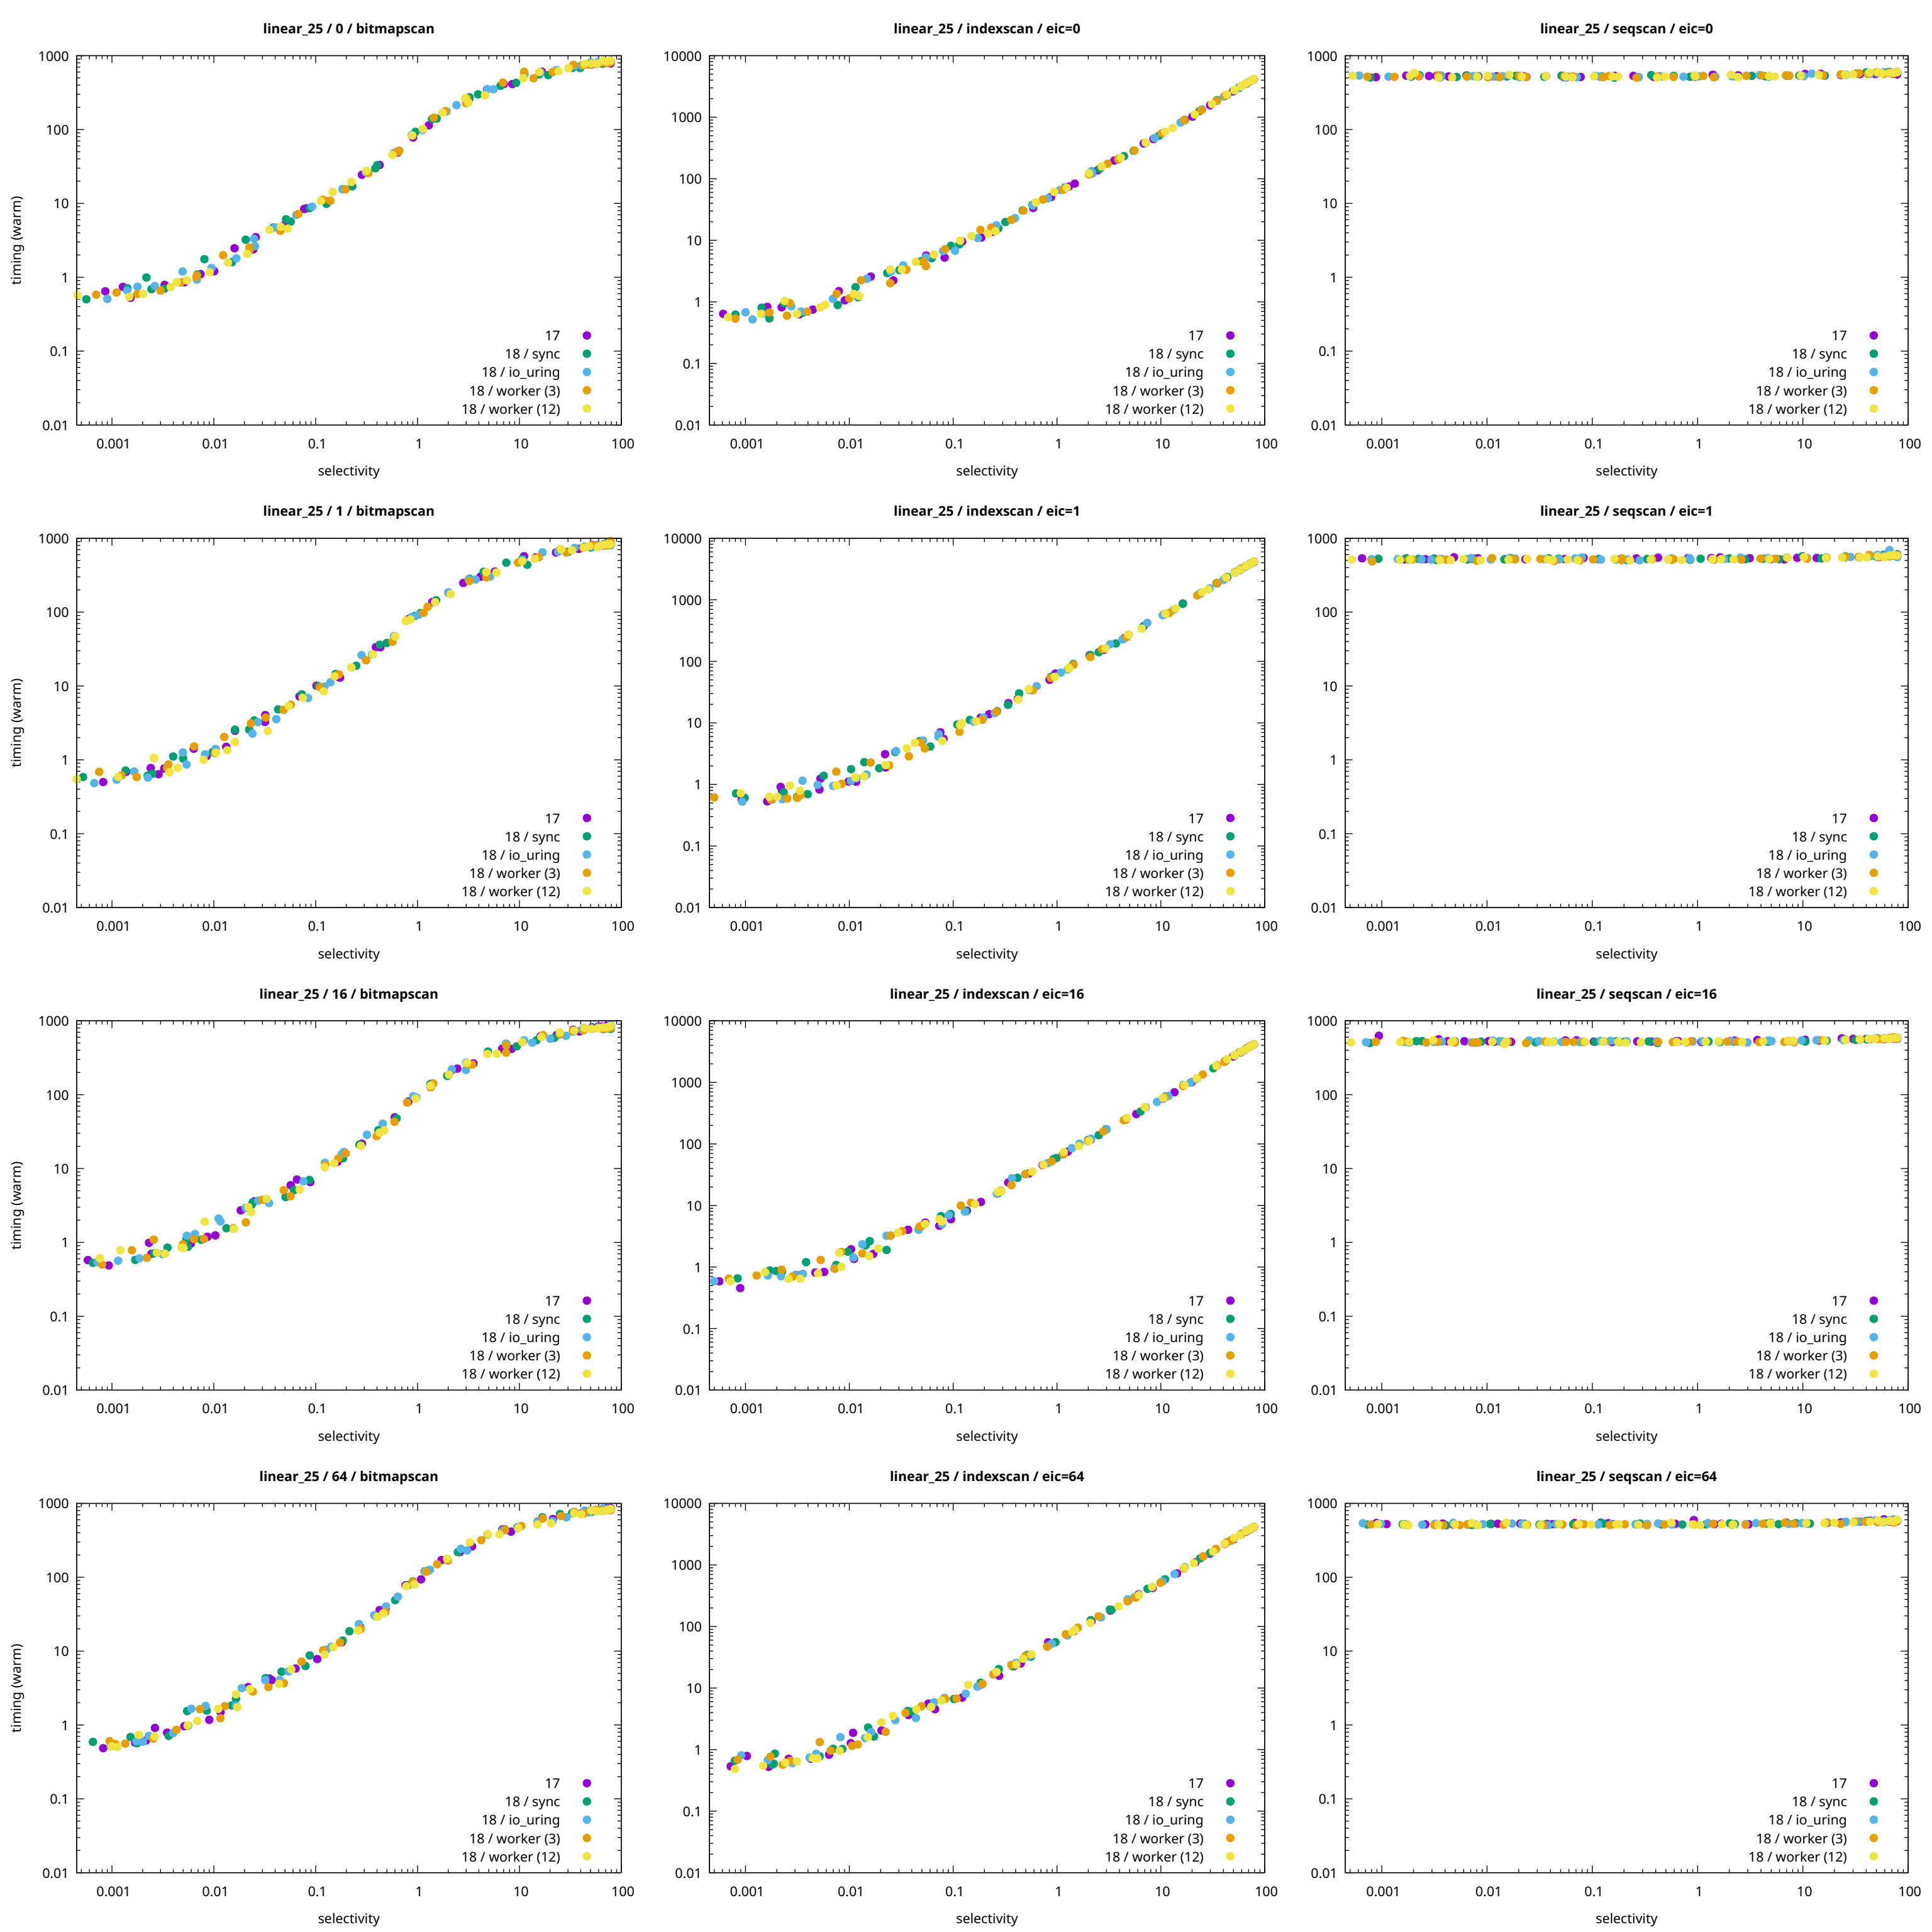 linear_25 / 0 / bitmapscan
1000
100
10
1
0.1
0.01
timing (warm)
17
18 / sync
18 / io_uring
18 / worker (3)
18 / worker (12)
0.001 0.01 0.1 1 10 100
selectivity
linear_25 / indexscan / eic=0
10000
1000
100
10
1
0.1
0.01
17
18 / sync
18 / io_uring
18 / worker (3)
18 / worker (12)
0.001 0.01 0.1 1 10 100
selectivity
linear_25 / seqscan / eic=0
1000
100
10
1
0.1
0.01
17
18 / sync
18 / io_uring
18 / worker (3)
18 / worker (12)
0.001 0.01 0.1 1 10 100
selectivity
linear_25 / 1 / bitmapscan
1000
100
10
1
0.1
0.01
timing (warm)
17
18 / sync
18 / io_uring
18 / worker (3)
18 / worker (12)
0.001 0.01 0.1 1 10 100
selectivity
linear_25 / indexscan / eic=1
10000
1000
100
10
1
0.1
0.01
17
18 / sync
18 / io_uring
18 / worker (3)
18 / worker (12)
0.001 0.01 0.1 1 10 100
selectivity
linear_25 / seqscan / eic=1
1000
100
10
1
0.1
0.01
17
18 / sync
18 / io_uring
18 / worker (3)
18 / worker (12)
0.001 0.01 0.1 1 10 100
selectivity
linear_25 / 16 / bitmapscan
1000
100
10
1
0.1
0.01
timing (warm)
17
18 / sync
18 / io_uring
18 / worker (3)
18 / worker (12)
0.001 0.01 0.1 1 10 100
selectivity
linear_25 / indexscan / eic=16
10000
1000
100
10
1
0.1
0.01
17
18 / sync
18 / io_uring
18 / worker (3)
18 / worker (12)
0.001 0.01 0.1 1 10 100
selectivity
linear_25 / seqscan / eic=16
1000
100
10
1
0.1
0.01
17
18 / sync
18 / io_uring
18 / worker (3)
18 / worker (12)
0.001 0.01 0.1 1 10 100
selectivity
linear_25 / 64 / bitmapscan
1000
100
10
1
0.1
0.01
timing (warm)
17
18 / sync
18 / io_uring
18 / worker (3)
18 / worker (12)
0.001 0.01 0.1 1 10 100
selectivity
linear_25 / indexscan / eic=64
10000
1000
100
10
1
0.1
0.01
17
18 / sync
18 / io_uring
18 / worker (3)
18 / worker (12)
0.001 0.01 0.1 1 10 100
selectivity
linear_25 / seqscan / eic=64
1000
100
10
1
0.1
0.01
17
18 / sync
18 / io_uring
18 / worker (3)
18 / worker (12)
0.001 0.01 0.1 1 10 100
selectivity